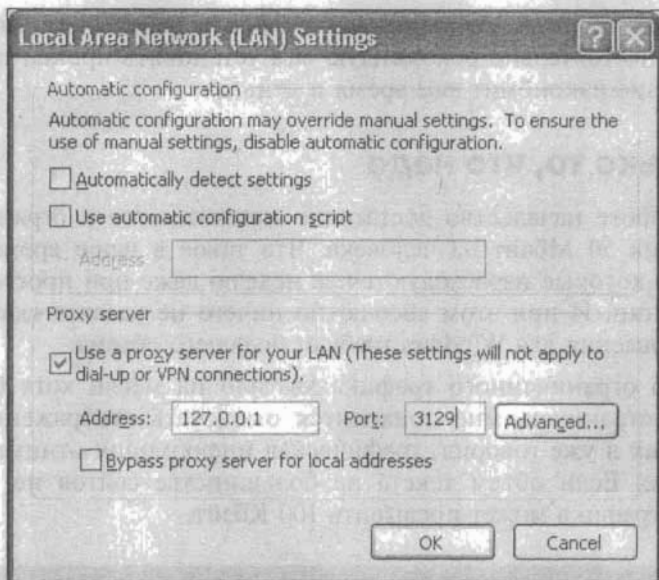 Local Area Network (LAN) Settings
Automatic configuration
Automatic configuration may override manual settings. To ensure the
use of manual settings, disable automatic configuration.
Automatically detect settings
Use automatic configuration script
Address
Proxy server
Use a proxy server for your LAN (These settings will not apply to
dial-up or VPN connections).
Address: 127.0.0.1 Port: 3129 Advanced...
Bypass proxy server for local addresses
OK Cancel